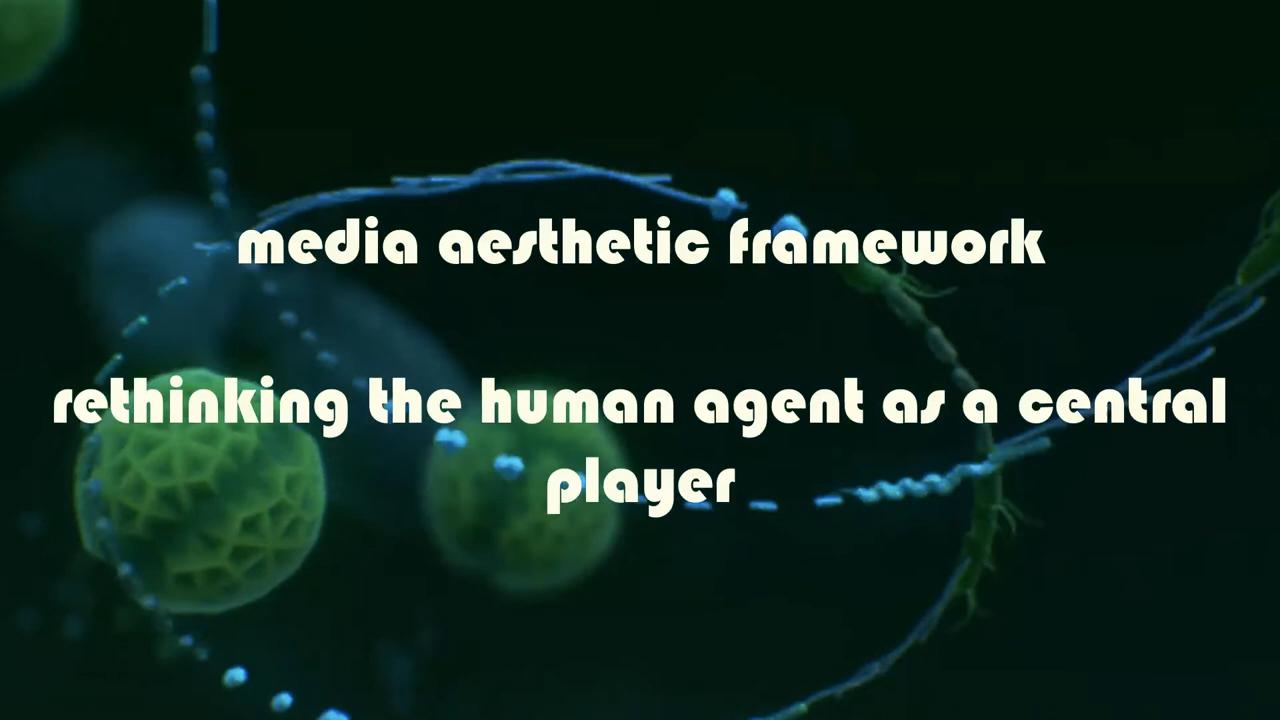 media aesthetic framework
rethinking the human agent as a central
player